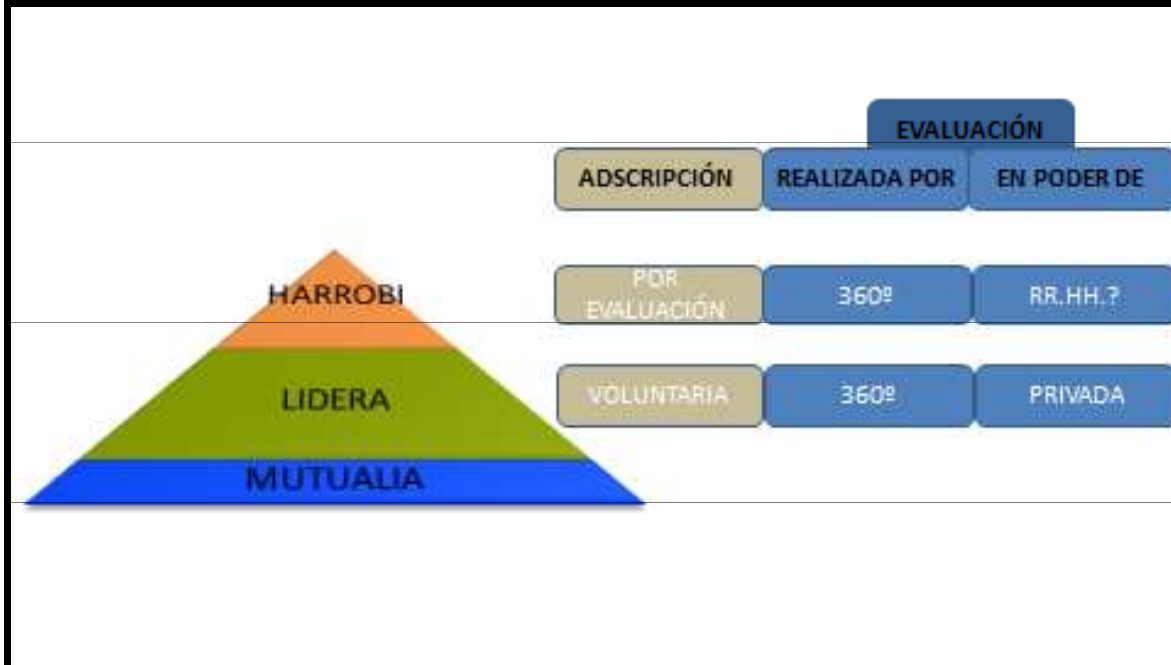 EVALUACIÓN
ADSCRIPCIÓN REALIZADA POR EN PODER DE
HARROBI
POR
EVALUACIÓN
360º RR.HH.?
LIDERA
VOLUNTARIA 360º PRIVADA
MUTUALIA